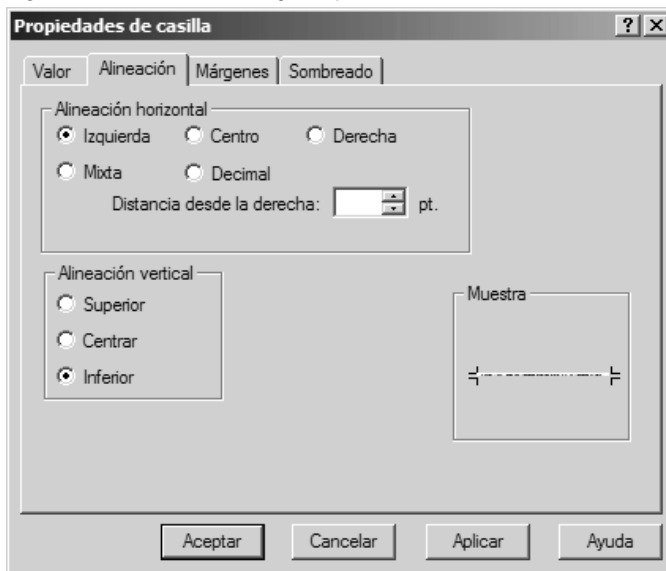 Propiedades de casilla
Valor Alineación Márgenes Sombreado
Alineación horizontal
Izquierda Centro Derecha
Mixta Decimal
Distancia desde la derecha: pt.
Alineación vertical
Superior
Centrar
Inferior
Muestra
Aceptar Cancelar Aplicar Ayuda